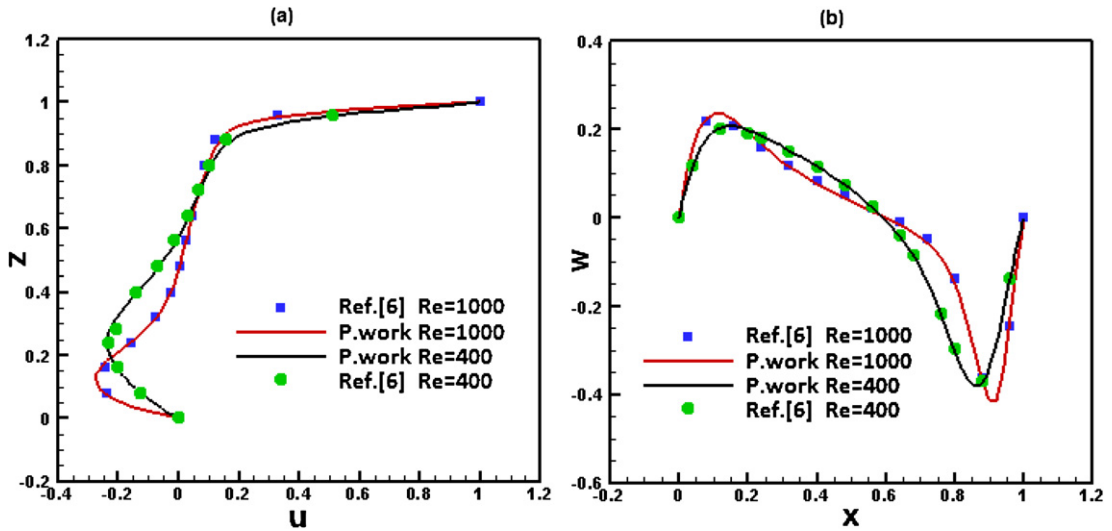 (a)
1.2
1
0.8
0.6
0.4
0.2
0
-0.2
z
-0.4 -0.2 0 0.2 0.4 0.6 0.8 1 1.2
u
Ref.[6] Re=1000
P.work Re=1000
P.work Re=400
Ref.[6] Re=400
(b)
0.4
0.2
0
-0.2
-0.4
-0.6
w
0 0.2 0.4 0.6 0.8 1 1.2
x
Ref.[6] Re=1000
P.work Re=1000
P.work Re=400
Ref.[6] Re=400